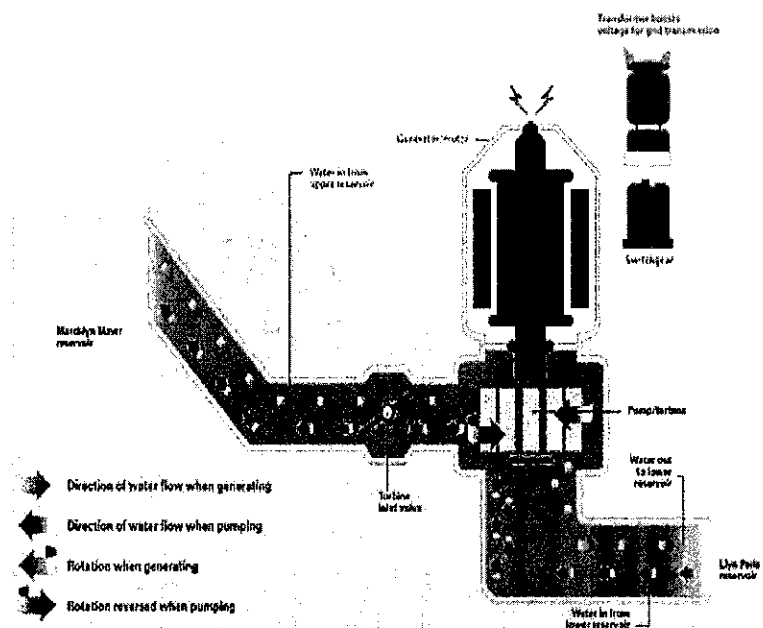 Transformer boosts
voltage for grid transmission
Generator/motor
Water in from
upper reservoir
Switchgear
Marchlyn Mawr
reservoir
Pump/turbine
Water out
to lower
reservoir
Direction of water flow when generating
Turbine
inlet valve
Direction of water flow when pumping
Llyn Peris
reservoir
Rotation when generating
Rotation reversed when pumping
Water in from
lower reservoir